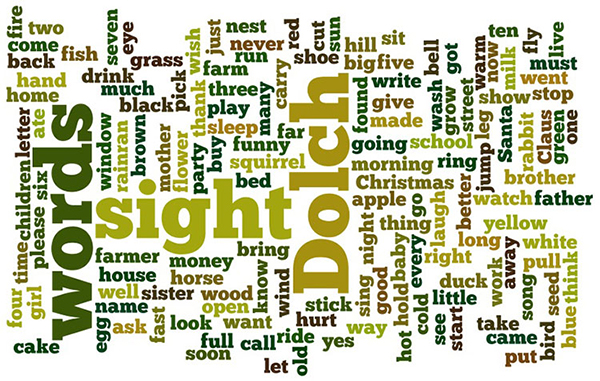 fire
two
come
back
fish
seven
eye
grass
hand
drink
home
much
black
pick
wish
thank
just
nest
never
run
farm
three
play
buy
sleep
many
carry
red
shoe
cut
sun
far
funny
squirrel
bed
party
flower
mother
brown
rain
ran
window
letter
ate
children
please
six
time
four
girl
cake
words
sight
Dolch
hill
sit
big
five
found
write
give
made
wash
bell
grow
got
street
warm
now
ten
milk
fly
must
live
went
show
stop
going
school
ring
jump
leg
Santa
rabbit
Claus
green
one
morning
Christmas
apple
thing
go
laugh
better
brother
watch
father
yellow
long
white
right
away
pull
work
think
blue
seed
song
bird
put
came
take
duck
little
start
see
cold
every
hot
hold
baby
good
sing
night
way
yes
stick
hurt
ride
old
let
wind
know
bring
money
farmer
house
horse
well
sister
wood
name
open
egg
ask
fast
look
want
full
call
soon